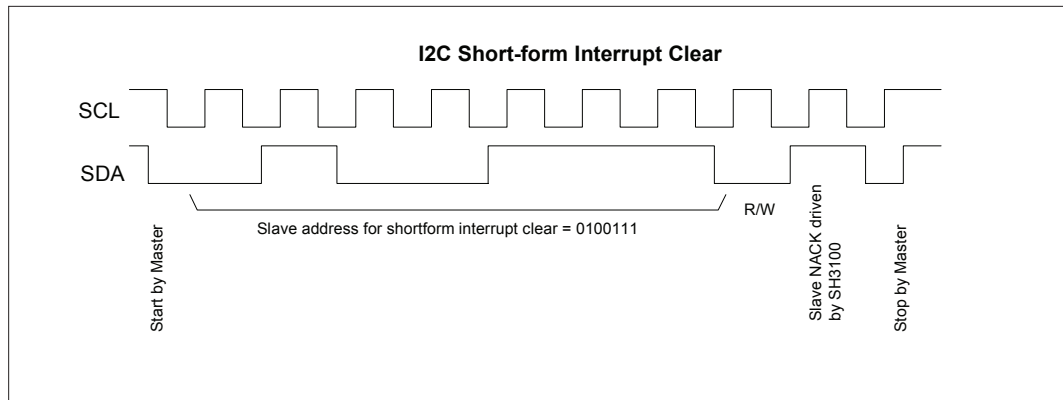 I2C Short-form Interrupt Clear
SCL
SDA
R/W
Slave address for shortform interrupt clear = 0100111
Start by Master
Slave NACK driven
by SH3100
Stop by Master